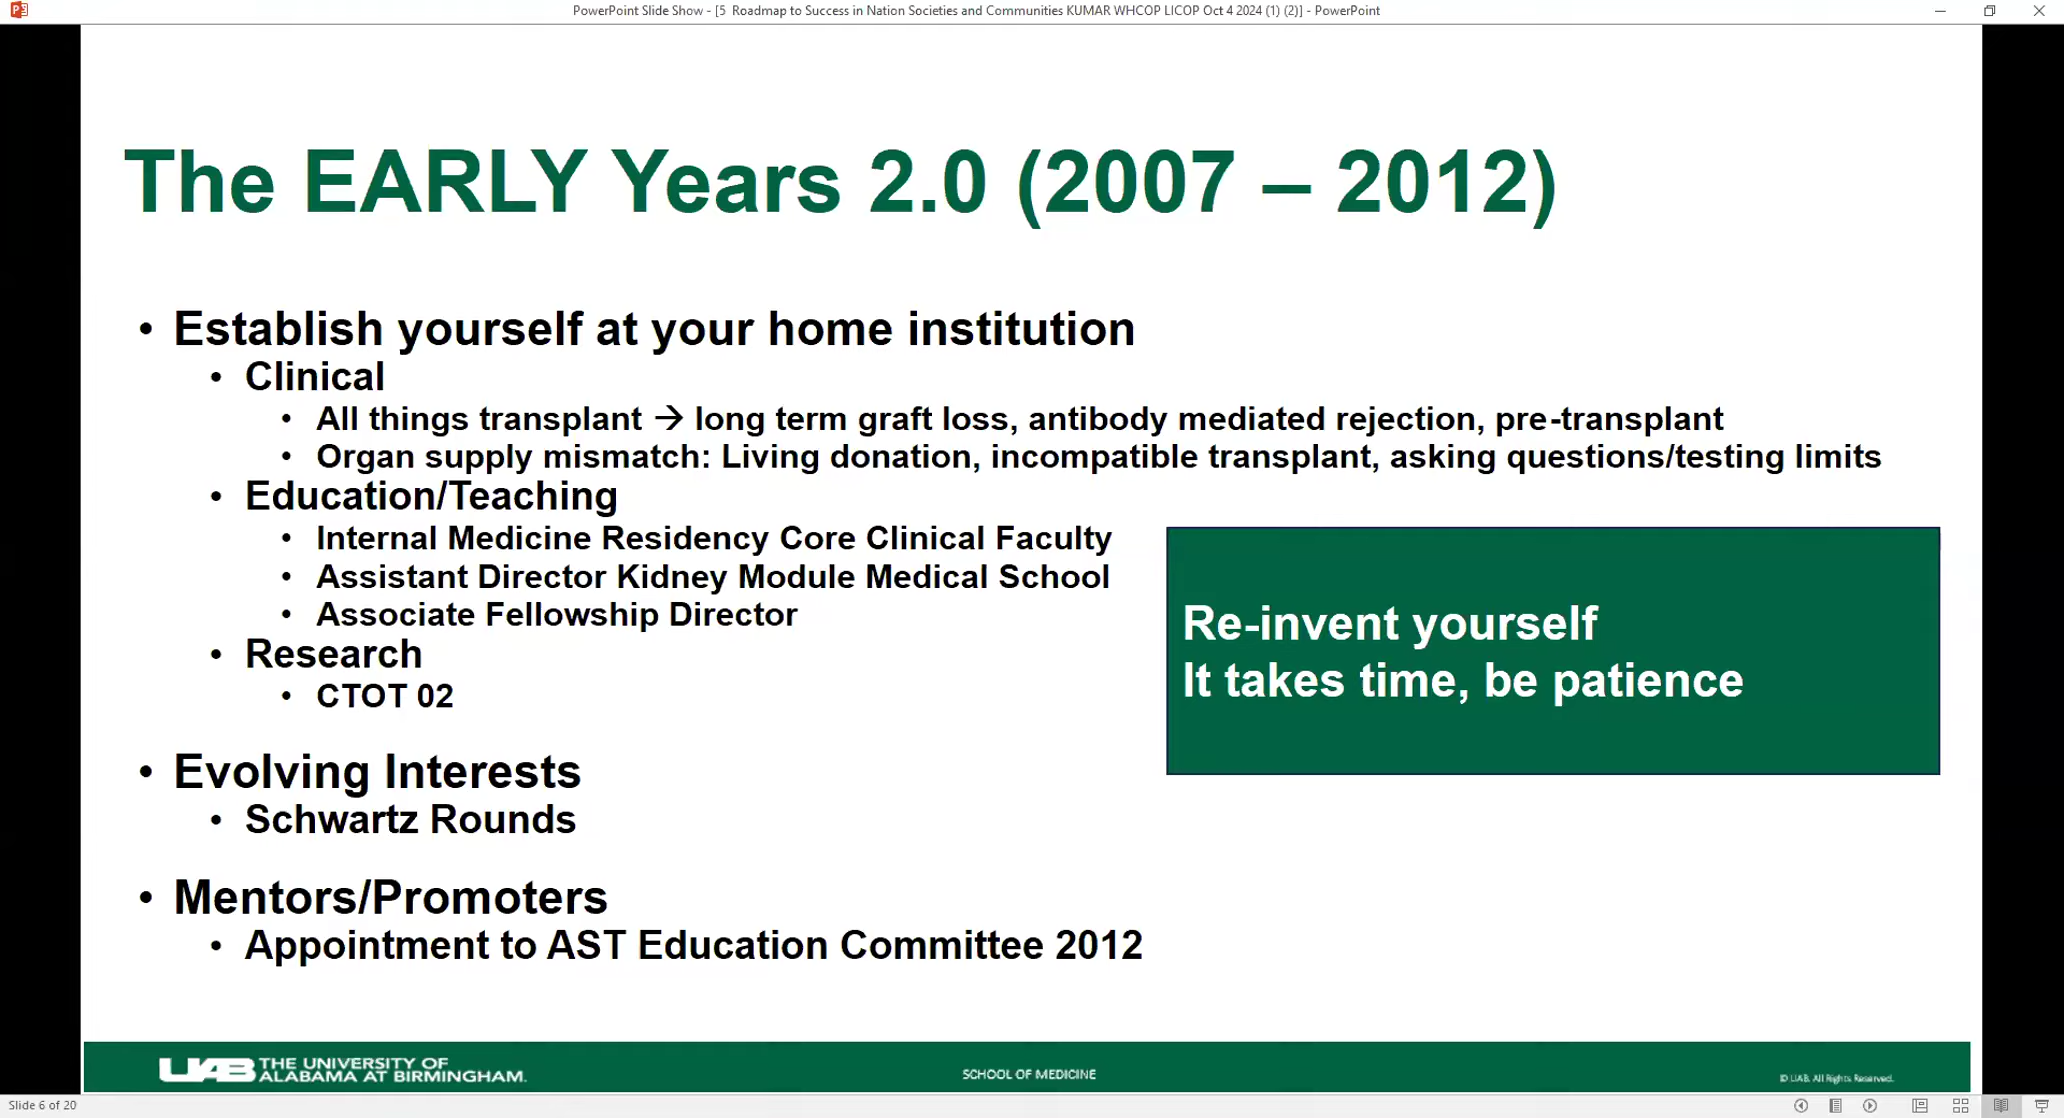 PowerPoint Slide Show - [5 Roadmap to Success in Nation Societies and Communities KUMAR WHCOP LICOP Oct 4 2024 (1) (2)] - PowerPoint
The EARLY Years 2.0 (2007 – 2012)
• Establish yourself at your home institution
• Clinical
• All things transplant → long term graft loss, antibody mediated rejection, pre-transplant
• Organ supply mismatch: Living donation, incompatible transplant, asking questions/testing limits
• Education/Teaching
• Internal Medicine Residency Core Clinical Faculty
• Assistant Director Kidney Module Medical School
• Associate Fellowship Director
• Research
• CTOT 02
Re-invent yourself
It takes time, be patience
• Evolving Interests
• Schwartz Rounds
• Mentors/Promoters
• Appointment to AST Education Committee 2012
UAB THE UNIVERSITY OF
ALABAMA AT BIRMINGHAM.
SCHOOL OF MEDICINE
© UAB. All Rights Reserved.
Slide 6 of 20